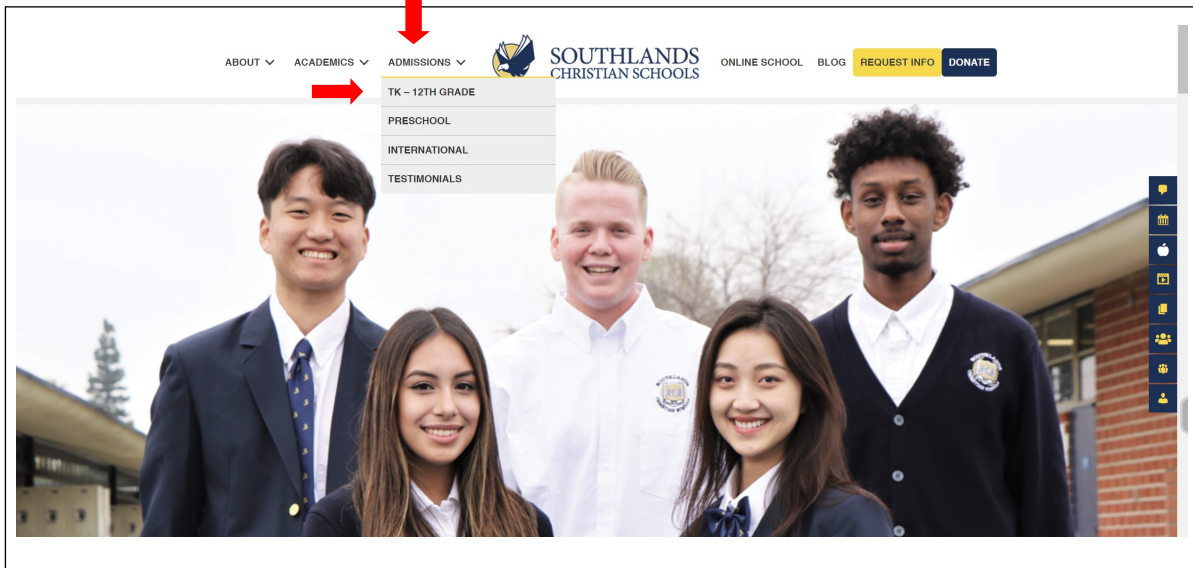 ABOUT ACADEMICS ADMISSIONS SOUTHLANDS CHRISTIAN SCHOOLS ONLINE SCHOOL BLOG REQUEST INFO DONATE
TK – 12TH GRADE
PRESCHOOL
INTERNATIONAL
TESTIMONIALS